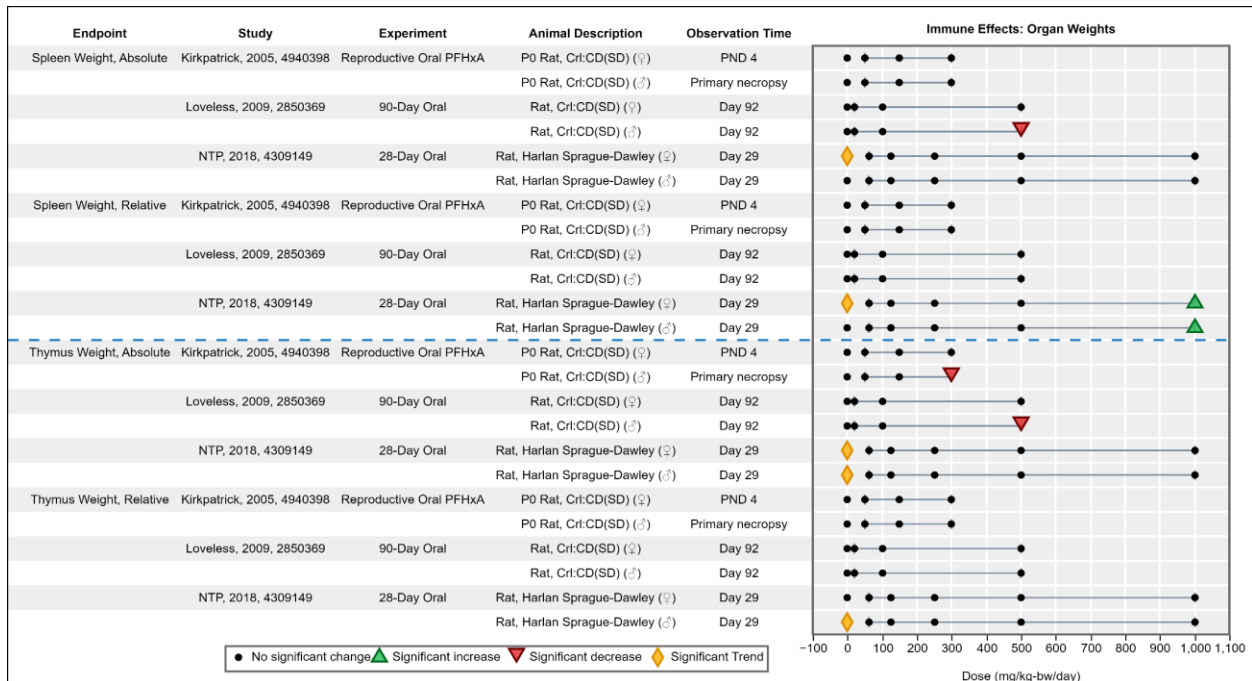 Endpoint Study Experiment Animal Description Observation Time Immune Effects: Organ Weights
Spleen Weight, Absolute Kirkpatrick, 2005, 4940398 Reproductive Oral PFHxA P0 Rat, Crl:CD(SD) (♀) PND 4
P0 Rat, Crl:CD(SD) (♂) Primary necropsy
Loveless, 2009, 2850369 90-Day Oral Rat, Crl:CD(SD) (♀) Day 92
Rat, Crl:CD(SD) (♂) Day 92
NTP, 2018, 4309149 28-Day Oral Rat, Harlan Sprague-Dawley (♀) Day 29
Rat, Harlan Sprague-Dawley (♂) Day 29
Spleen Weight, Relative Kirkpatrick, 2005, 4940398 Reproductive Oral PFHxA P0 Rat, Crl:CD(SD) (♀) PND 4
P0 Rat, Crl:CD(SD) (♂) Primary necropsy
Loveless, 2009, 2850369 90-Day Oral Rat, Crl:CD(SD) (♀) Day 92
Rat, Crl:CD(SD) (♂) Day 92
NTP, 2018, 4309149 28-Day Oral Rat, Harlan Sprague-Dawley (♀) Day 29
Rat, Harlan Sprague-Dawley (♂) Day 29
Thymus Weight, Absolute Kirkpatrick, 2005, 4940398 Reproductive Oral PFHxA P0 Rat, Crl:CD(SD) (♀) PND 4
P0 Rat, Crl:CD(SD) (♂) Primary necropsy
Loveless, 2009, 2850369 90-Day Oral Rat, Crl:CD(SD) (♀) Day 92
Rat, Crl:CD(SD) (♂) Day 92
NTP, 2018, 4309149 28-Day Oral Rat, Harlan Sprague-Dawley (♀) Day 29
Rat, Harlan Sprague-Dawley (♂) Day 29
Thymus Weight, Relative Kirkpatrick, 2005, 4940398 Reproductive Oral PFHxA P0 Rat, Crl:CD(SD) (♀) PND 4
P0 Rat, Crl:CD(SD) (♂) Primary necropsy
Loveless, 2009, 2850369 90-Day Oral Rat, Crl:CD(SD) (♀) Day 92
Rat, Crl:CD(SD) (♂) Day 92
NTP, 2018, 4309149 28-Day Oral Rat, Harlan Sprague-Dawley (♀) Day 29
Rat, Harlan Sprague-Dawley (♂) Day 29
−100 0 100 200 300 400 500 600 700 800 900 1,000 1,100
No significant change Significant increase Significant decrease Significant Trend
Dose (mg/kg-bw/day)